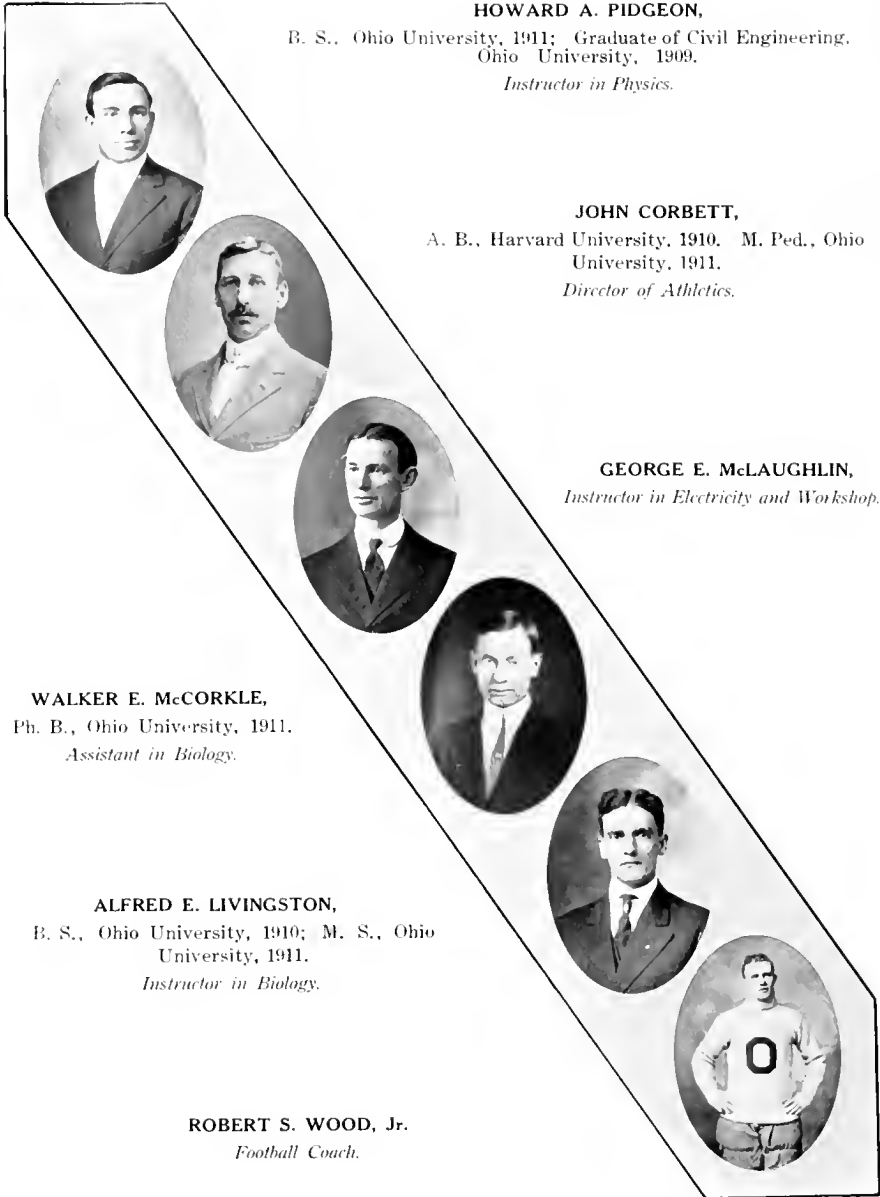 HOWARD A. PIDGEON,
B. S., Ohio University, 1911; Graduate of Civil Engineering,
Ohio University, 1909.
Instructor in Physics.
JOHN CORBETT,
A. B., Harvard University, 1910. M. Ped., Ohio
University, 1911.
Director of Athletics.
GEORGE E. McLAUGHLIN,
Instructor in Electricity and Workshop.
WALKER E. McCORKLE,
Ph. B., Ohio University, 1911.
Assistant in Biology.
ALFRED E. LIVINGSTON,
B. S., Ohio University, 1910; M. S., Ohio
University, 1911.
Instructor in Biology.
O
ROBERT S. WOOD, Jr.
Football Coach.